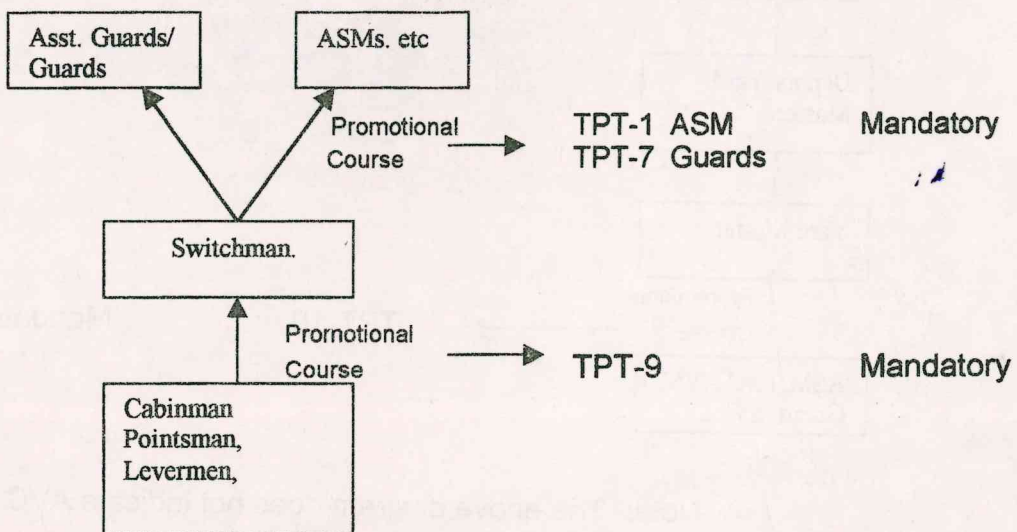 Asst. Guards/
Guards
ASMs. etc
Promotional
Course
TPT-1 ASM Mandatory
TPT-7 Guards
Switchman.
Promotional
Course
TPT-9 Mandatory
Cabinman
Pointsman,
Levermen,